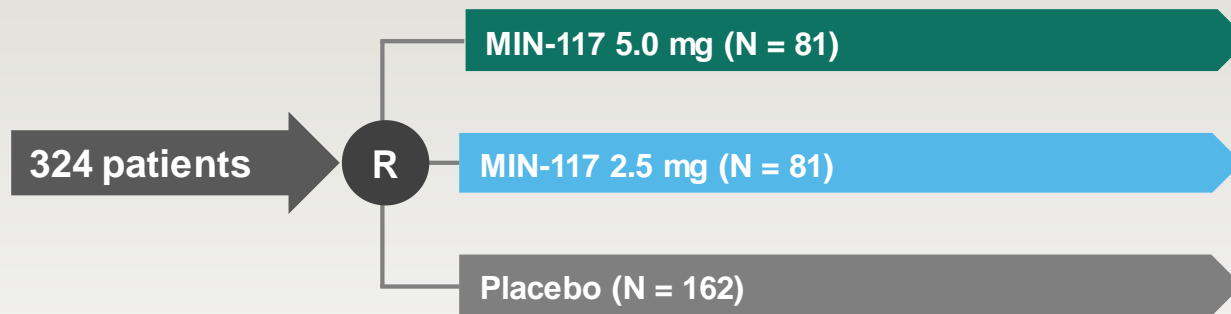 324 patients
R
MIN-117 5.0 mg (N = 81)
MIN-117 2.5 mg (N = 81)
Placebo (N = 162)